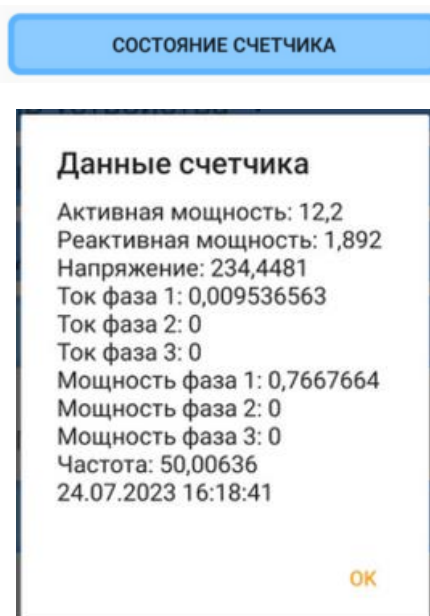 СОСТОЯНИЕ СЧЕТЧИКА
Данные счетчика
Активная мощность: 12,2
Реактивная мощность: 1,892
Напряжение: 234,4481
Ток фаза 1: 0,009536563
Ток фаза 2: 0
Ток фаза 3: 0
Мощность фаза 1: 0,7667664
Мощность фаза 2: 0
Мощность фаза 3: 0
Частота: 50,00636
24.07.2023 16:18:41
ОК